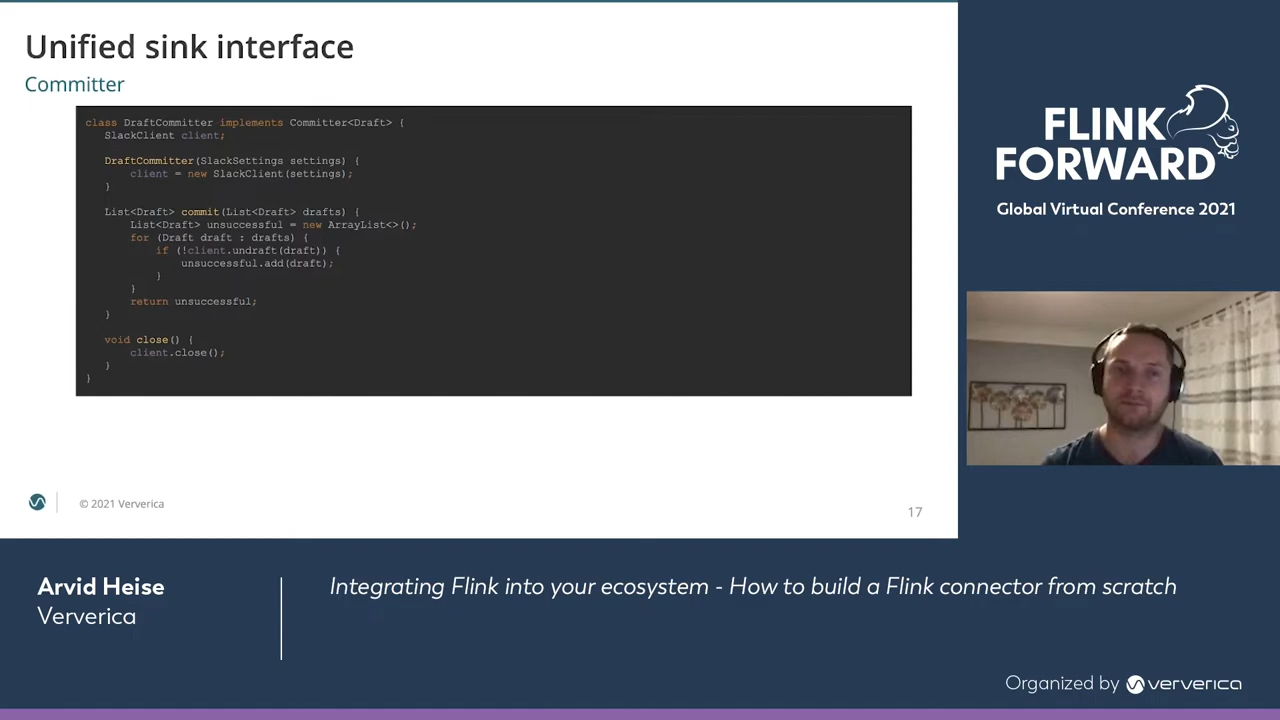 Unified sink interface
Committer
class DraftCommitter implements Committer<Draft> {
SlackClient client;
DraftCommitter(SlackSettings settings) {
client = new SlackClient(settings);
}
List<Draft> commit(List<Draft> drafts) {
List<Draft> unsuccessful = new ArrayList<>();
for (Draft draft : drafts) {
if (!client.undraft(draft)) {
unsuccessful.add(draft);
}
}
return unsuccessful;
}
void close() {
client.close();
}
}
© 2021 Ververica
17
FLINK
FORWARD
Global Virtual Conference 2021
Arvid Heise
Ververica
Integrating Flink into your ecosystem - How to build a Flink connector from scratch
Organized by ververica